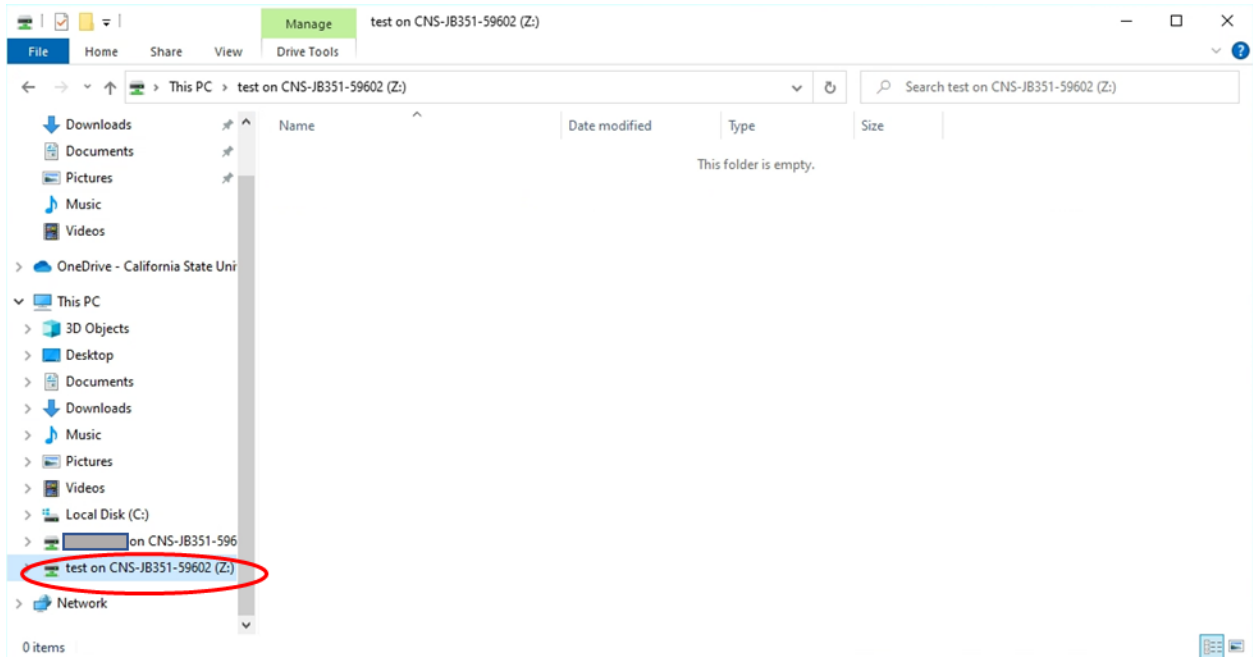 Manage
test on CNS-JB351-59602 (Z:)
File
Home
Share
View
Drive Tools
This PC
test on CNS-JB351-59602 (Z:)
Search test on CNS-JB351-59602 (Z:)
Downloads
Documents
Pictures
Music
Videos
OneDrive - California State Uni
This PC
3D Objects
Desktop
Documents
Downloads
Music
Pictures
Videos
Local Disk (C:)
on CNS-JB351-596
test on CNS-JB351-59602 (Z:)
Network
Name
Date modified
Type
Size
This folder is empty.
0 items